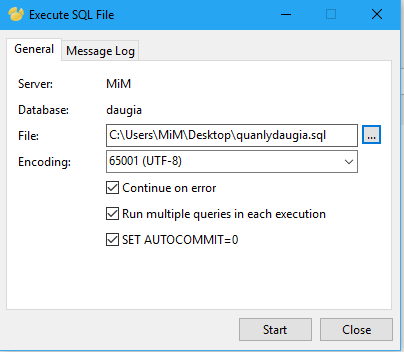 Execute SQL File
General
Message Log
Server: MiM
Database: daugia
File: C:\Users\MiM\Desktop\quanlydaugia.sql ...
Encoding: 65001 (UTF-8)
Continue on error
Run multiple queries in each execution
SET AUTOCOMMIT=0
Start Close